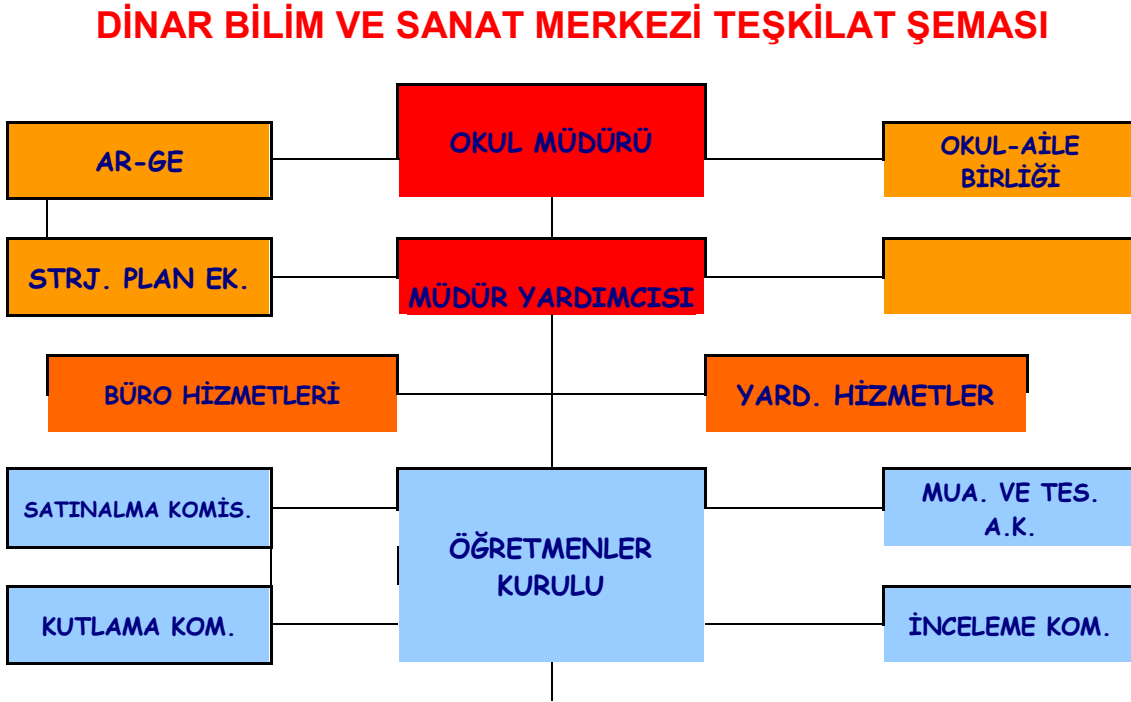 DİNAR BİLİM VE SANAT MERKEZİ TEŞKİLAT ŞEMASI
AR-GE
OKUL MÜDÜRÜ
OKUL-AİLE
BİRLİĞİ
STRJ. PLAN EK.
MÜDÜR YARDIMCISI
BÜRO HİZMETLERİ
YARD. HİZMETLER
SATINALMA KOMİS.
ÖĞRETMENLER
KURULU
MUA. VE TES.
A.K.
KUTLAMA KOM.
İNCELEME KOM.